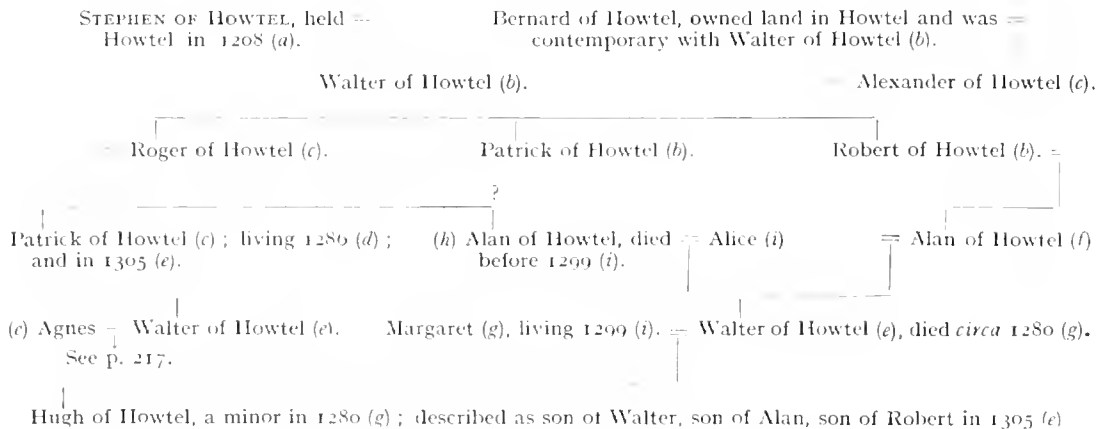 STEPHEN OF HOWTEL, held =
Howtel in 1208 (a).
Bernard of Howtel, owned land in Howtel and was =
contemporary with Walter of Howtel (b).
Walter of Howtel (b).
Alexander of Howtel (c).
Roger of Howtel (c).
Patrick of Howtel (b).
Robert of Howtel (b). =
?
Patrick of Howtel (c) ; living 1289 (d) ;
and in 1305 (e).
(h) Alan of Howtel, died
before 1299 (i).
= Alice (i)
= Alan of Howtel (f)
(c) Agnes = Walter of Howtel (e).
See p. 217.
Margaret (g), living 1299 (i). = Walter of Howtel (e), died circa 1280 (g).
Hugh of Howtel, a minor in 1280 (g) ; described as son of Walter, son of Alan, son of Robert in 1305 (e)